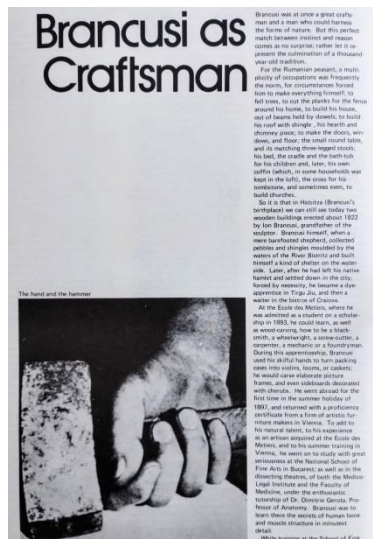 Brancusi as
Craftsman
Brancusi was at once a great crafts-
man and a man who could harness
the forms of nature. But this perfect
match between instinct and reason
comes as no surprise, rather let it re-
present the culmination of a thousand-
year-old tradition.
For the Rumanian peasant, a multi-
plicity of occupations was frequently
the norm, for circumstances forced
him to make everything himself; to
fell trees, to cut the planks for the fence
around his home, to build his house,
out of beams held by dowels; to build
his roof with shingle , his hearth and
chimney piece; to make the doors, win-
dows, and floor; the small round table,
and its matching three-legged stools;
his bed, the cradle and the bath-tub
for his children and, later, his own
coffin (which, in some households was
kept in the loft), the cross for his
tombstone, and sometimes even, to
build churches.
So it is that in Hobitza (Brancusi's
birthplace) we can still see today two
wooden buildings erected about 1822
by Ion Brancusi, grandfather of the
sculptor. Brancusi himself, when a
mere barefooted shepherd, collected
pebbles and shingles moulded by the
waters of the River Bistritz and built
himself a kind of shelter on the water-
side. Later, after he had left his native
hamlet and settled down in the city,
forced by necessity, he became a dye-
apprentice in Tirgu Jiu, and then a
waiter in the bistros of Craiova.
At the Ecole des Metiers, where he
was admitted as a student on a scholar-
ship in 1893, he could learn, as well
as wood-carving, how to be a black-
smith, a wheelwright, a screw-cutter, a
carpenter, a mechanic or a foundryman.
During this apprenticeship, Brancusi
used his skilful hands to turn packing
cases into violins, looms, or caskets;
he would carve elaborate picture
frames, and even sideboards decorated
with cherubs. He went abroad for the
first time in the summer holiday of
1897, and returned with a proficiency
certificate from a firm of artistic fur-
niture makers in Vienna. To add to
his natural talent, to his experience
as an artisan acquired at the Ecole des
Metiers, and to his summer training in
Vienna, he went on to study with great
seriousness at the National School of
Fine Arts in Bucarest; as well as in the
dissecting theatres, of both the Medico-
Legal Institute and the Faculty of
Medicine, under the enthusiastic
tutorship of Dr. Dimitrie Gerota, Pro-
fessor of Anatomy. Brancusi was to
learn there the secrets of human bone
and muscle structure in minuted
detail.
While training at the School of Fine
The hand and the hammer